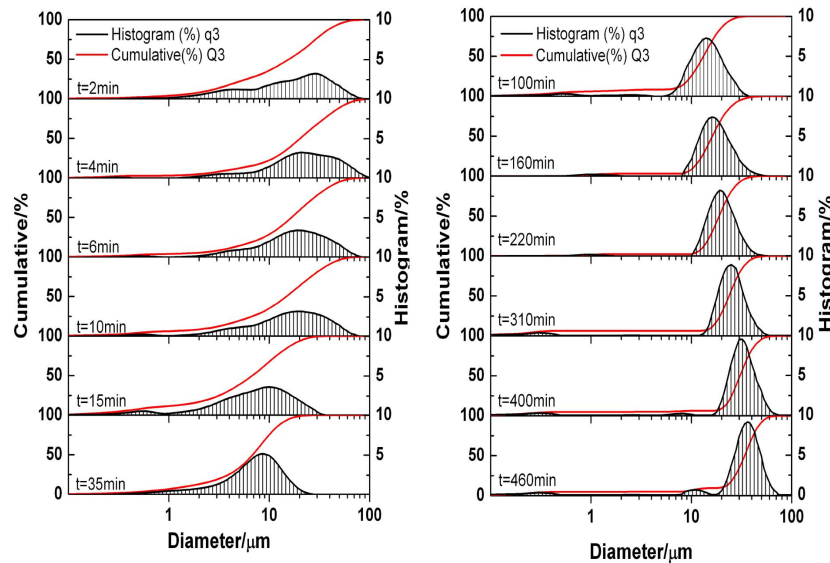 Histogram (%) q3
Cumulative(%) Q3
100
50
10
5
t=2min
100
50
10
5
t=4min
100
50
10
5
t=6min
100
50
10
5
t=10min
100
50
10
5
t=15min
100
50
10
5
t=35min
0
1
10
100
Cumulative/%
Histogram/%
Diameter/μm
Histogram (%) q3
Cumulative(%) Q3
100
50
10
5
t=100min
100
50
10
5
t=160min
100
50
10
5
t=220min
100
50
10
5
t=310min
100
50
10
5
t=400min
100
50
10
5
t=460min
0
0
1
10
100
Cumulative/%
Histogram/%
Diameter/μm